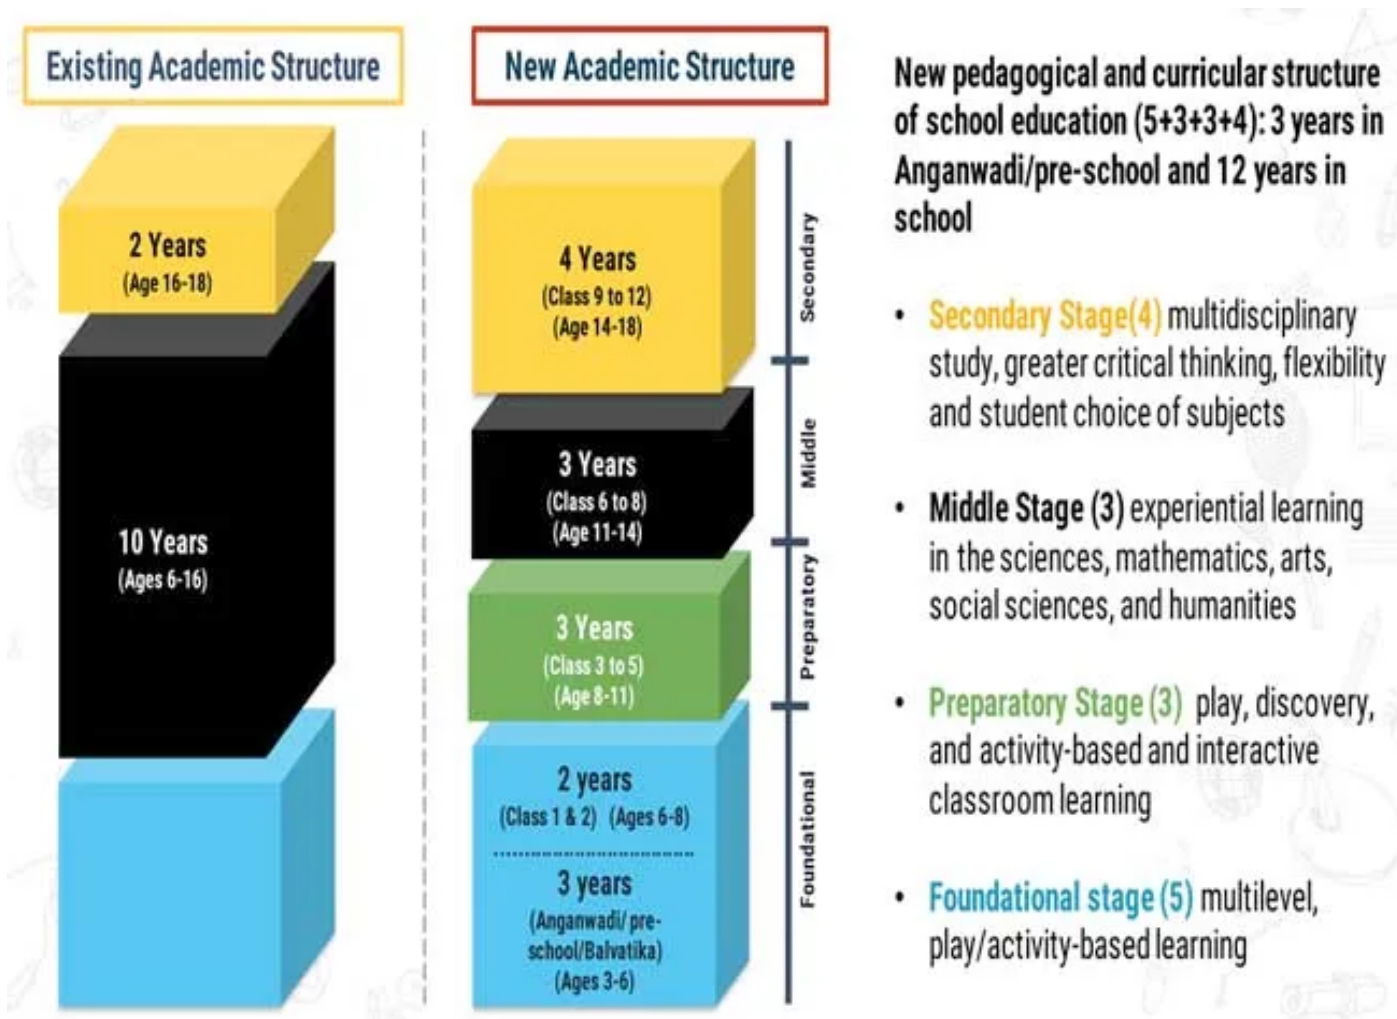 Existing Academic Structure
2 Years
(Age 16-18)
10 Years
(Ages 6-16)
New Academic Structure
4 Years
(Class 9 to 12)
(Age 14-18)
3 Years
(Class 6 to 8)
(Age 11-14)
3 Years
(Class 3 to 5)
(Age 8-11)
2 years
(Class 1 & 2) (Ages 6-8)
3 years
(Anganwadi/ pre-
school/Balvatika)
(Ages 3-6)
Secondary
Middle
Preparatory
Foundational
New pedagogical and curricular structure
of school education (5+3+3+4): 3 years in
Anganwadi/pre-school and 12 years in
school
• Secondary Stage(4) multidisciplinary
study, greater critical thinking, flexibility
and student choice of subjects
• Middle Stage (3) experiential learning
in the sciences, mathematics, arts,
social sciences, and humanities
• Preparatory Stage (3) play, discovery,
and activity-based and interactive
classroom learning
• Foundational stage (5) multilevel,
play/activity-based learning